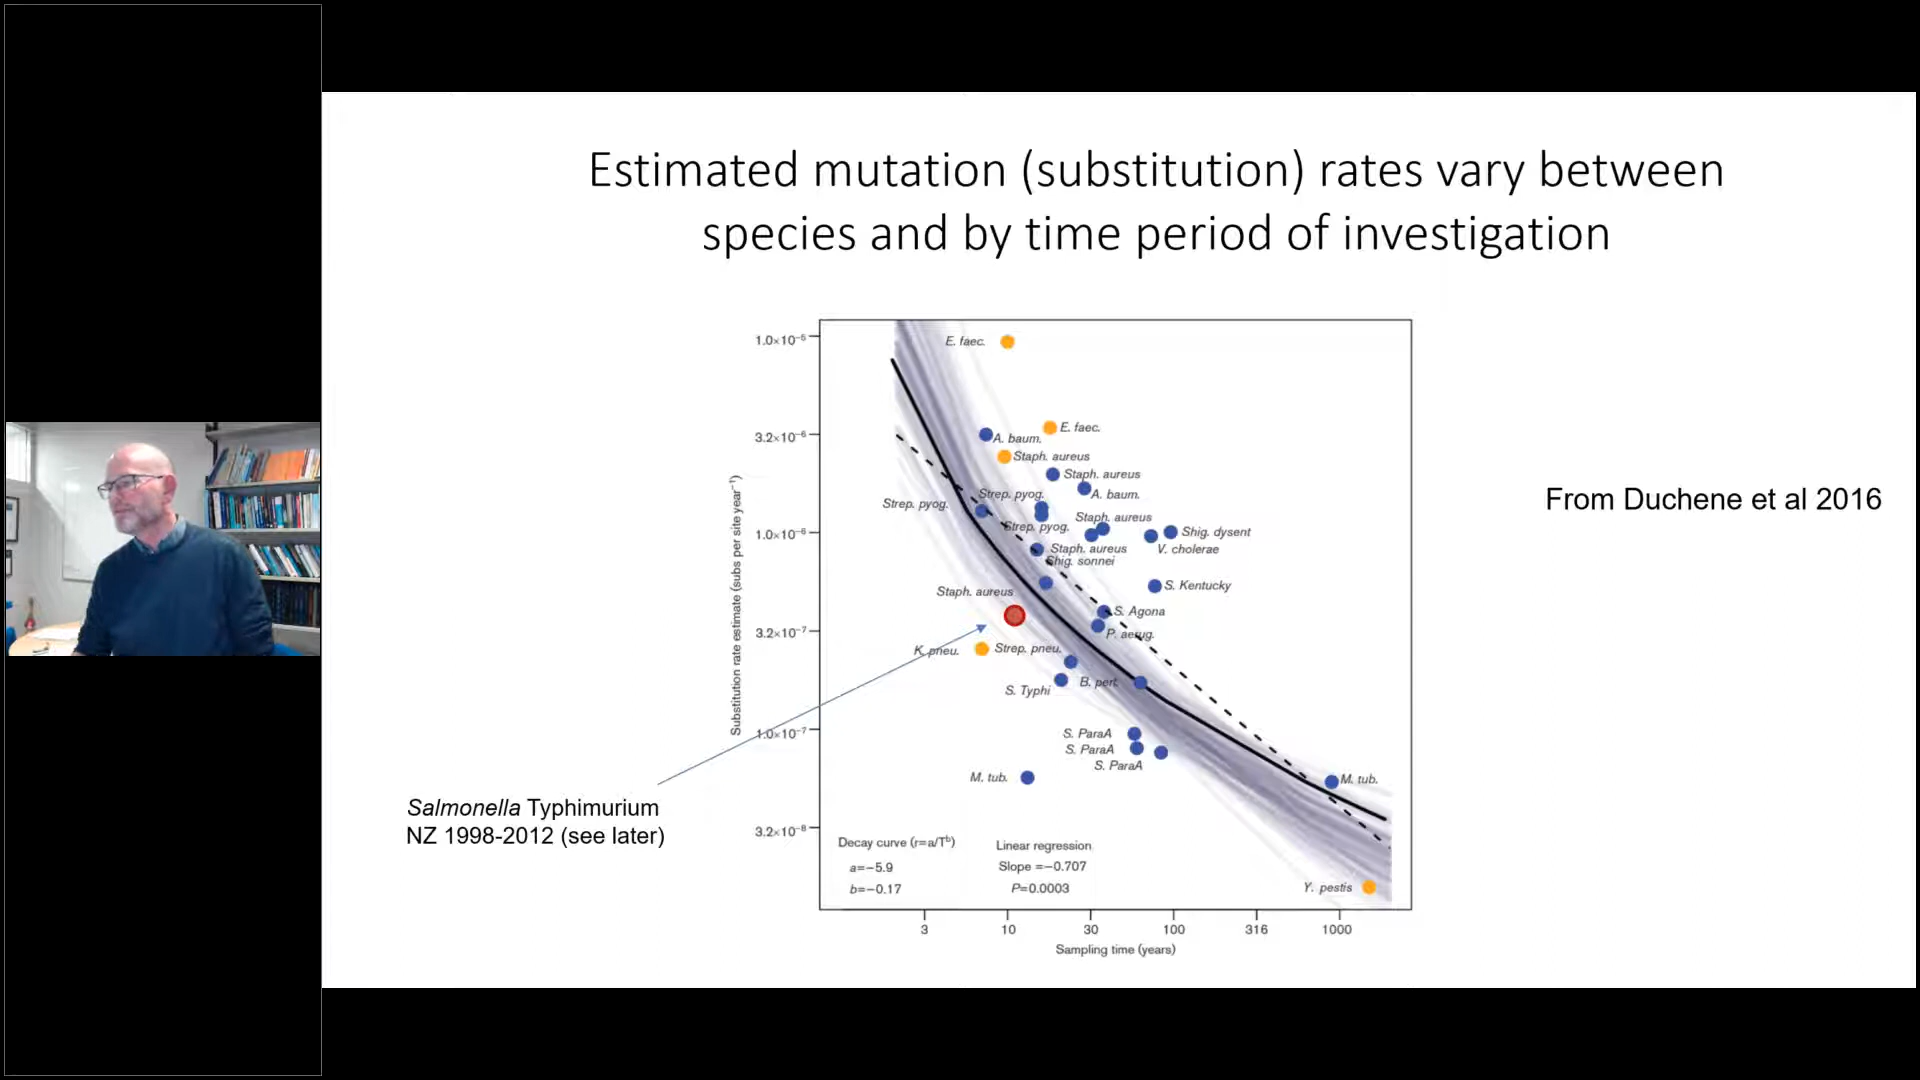 Estimated mutation (substitution) rates vary between
species and by time period of investigation
From Duchene et al 2016
Salmonella Typhimurium
NZ 1998-2012 (see later)
Substitution rate estimate (subs per site year⁻¹)
1.0×10⁻⁵
3.2×10⁻⁶
1.0×10⁻⁶
3.2×10⁻⁷
1.0×10⁻⁷
3.2×10⁻⁸
E. faec.
E. faec.
A. baum.
Staph. aureus
Staph. aureus
Strep. pyog.
A. baum.
Strep. pyog.
Staph. aureus
Strep. pyog.
Shig. dysent
Staph. aureus
V. cholerae
Shig. sonnei
S. Kentucky
Staph. aureus
S. Agona
P. aerug.
K. pneu.
Strep. pneu.
B. pert.
S. Typhi
S. ParaA
S. ParaA
S. ParaA
M. tub.
M. tub.
Y. pestis
Decay curve (r=a/Tᵇ)
a=−5.9
b=−0.17
Linear regression
Slope =−0.707
P=0.0003
3 10 30 100 316 1000
Sampling time (years)